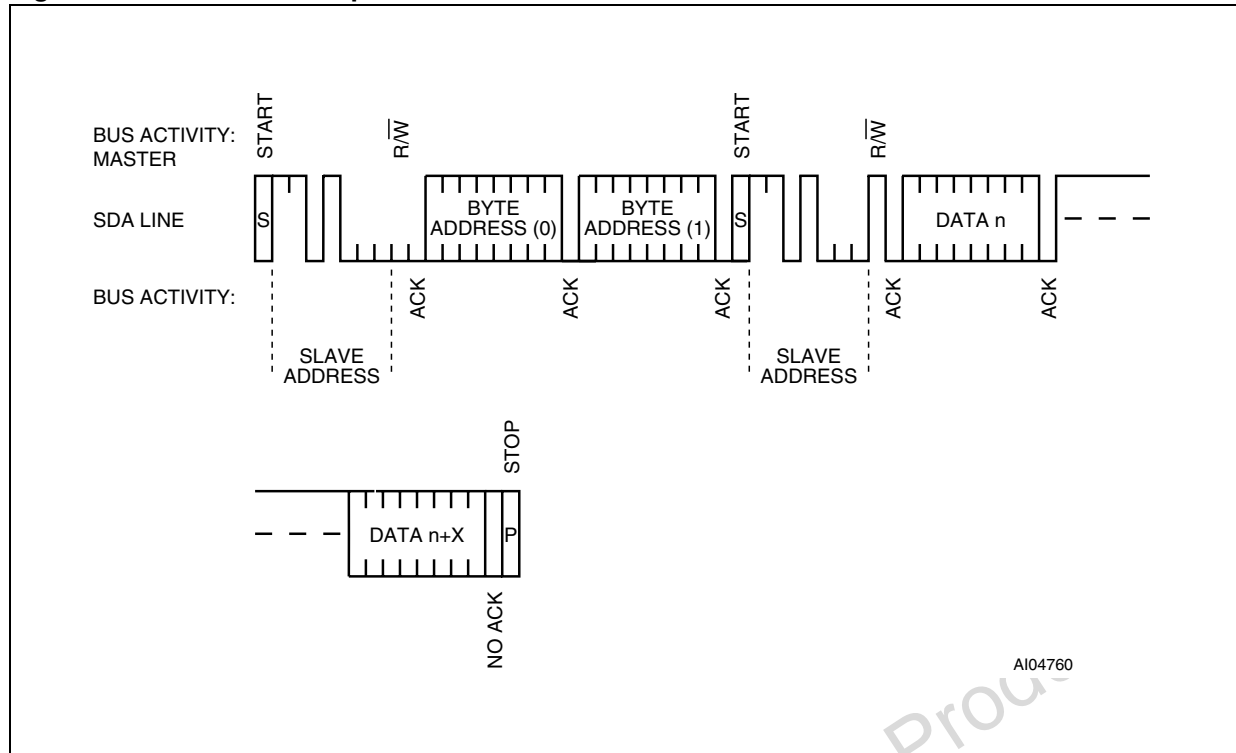 START
R/W
START
R/W
BUS ACTIVITY:
MASTER
SDA LINE
S
BYTE
ADDRESS (0)
BYTE
ADDRESS (1)
S
DATA n
BUS ACTIVITY:
ACK
ACK
ACK
ACK
ACK
SLAVE
ADDRESS
SLAVE
ADDRESS
STOP
DATA n+X
P
NO ACK
AI04760